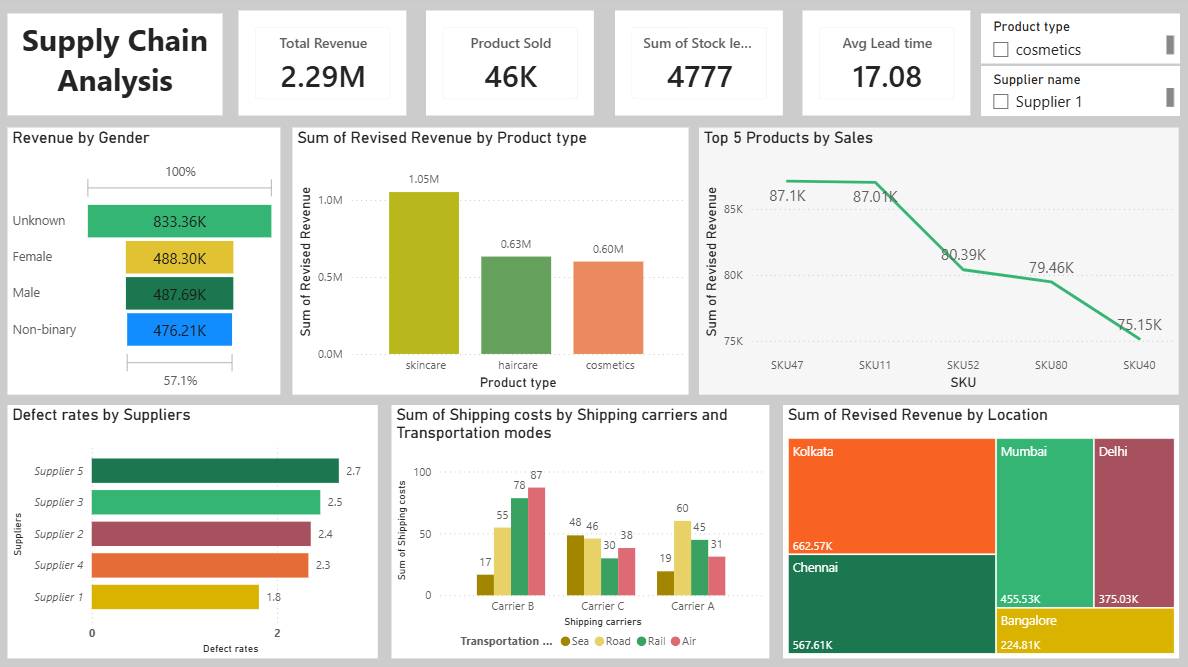 Supply Chain
Analysis
Total Revenue
2.29M
Product Sold
46K
Sum of Stock le...
4777
Avg Lead time
17.08
Product type
cosmetics
Supplier name
Supplier 1
Revenue by Gender
100%
Unknown
833.36K
Female
488.30K
Male
487.69K
Non-binary
476.21K
57.1%
Sum of Revised Revenue by Product type
Sum of Revised Revenue
1.0M
0.5M
0.0M
1.05M
0.63M
0.60M
skincare
haircare
cosmetics
Product type
Top 5 Products by Sales
Sum of Revised Revenue
85K
80K
75K
87.1K
87.01K
80.39K
79.46K
75.15K
SKU47
SKU11
SKU52
SKU80
SKU40
SKU
Defect rates by Suppliers
Suppliers
Supplier 5
2.7
Supplier 3
2.5
Supplier 2
2.4
Supplier 4
2.3
Supplier 1
1.8
0
2
Defect rates
Sum of Shipping costs by Shipping carriers and
Transportation modes
Sum of Shipping costs
100
50
0
17
55
78
87
48
46
30
38
19
60
45
31
Carrier B
Carrier C
Carrier A
Shipping carriers
Transportation ...
Sea
Road
Rail
Air
Sum of Revised Revenue by Location
Kolkata
662.57K
Chennai
567.61K
Mumbai
455.53K
Delhi
375.03K
Bangalore
224.81K